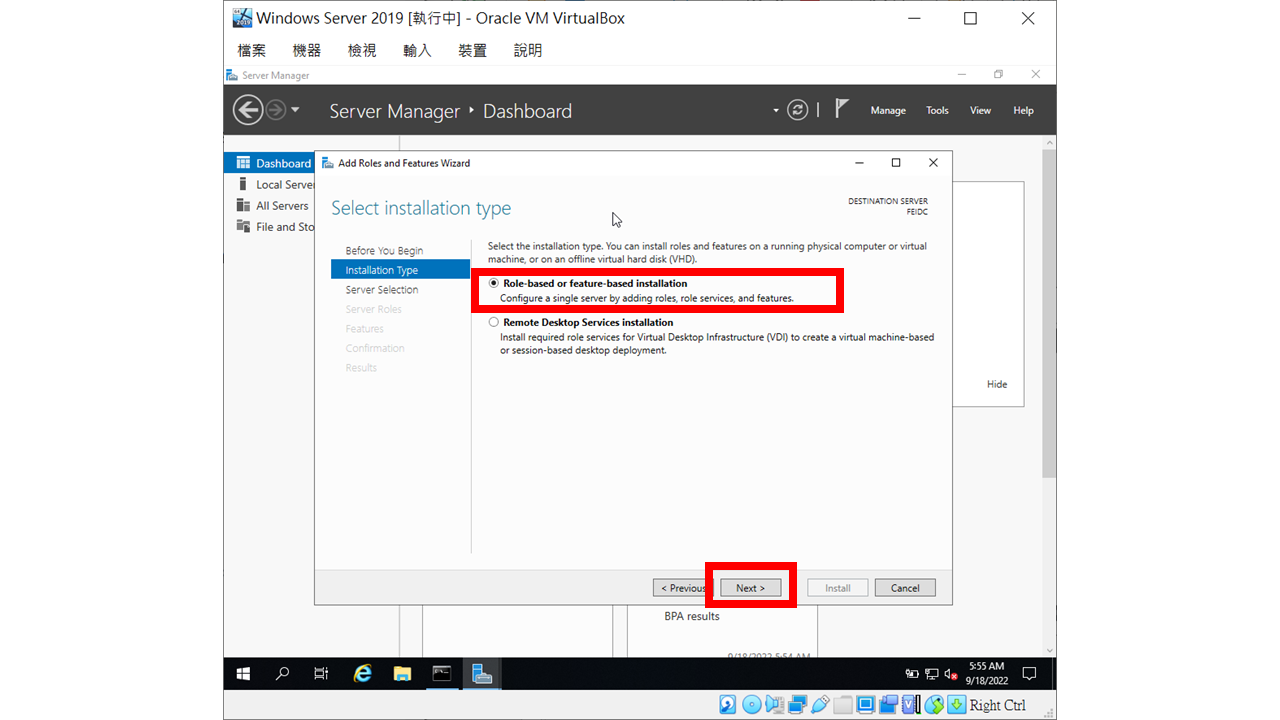 Windows Server 2019 [執行中] - Oracle VM VirtualBox
檔案 機器 檢視 輸入 裝置 說明
Server Manager
Server Manager ‣ Dashboard
Manage Tools View Help
Dashboard
Local Server
All Servers
File and Sto
Add Roles and Features Wizard
Select installation type
DESTINATION SERVER
FEIDC
Before You Begin
Installation Type
Server Selection
Server Roles
Features
Confirmation
Results
Select the installation type. You can install roles and features on a running physical computer or virtual
machine, or on an offline virtual hard disk (VHD).
Role-based or feature-based installation
Configure a single server by adding roles, role services, and features.
Remote Desktop Services installation
Install required role services for Virtual Desktop Infrastructure (VDI) to create a virtual machine-based
or session-based desktop deployment.
Hide
< Previous Next > Install Cancel
BPA results
9/18/2022 5:54 AM
5:55 AM
9/18/2022
Right Ctrl